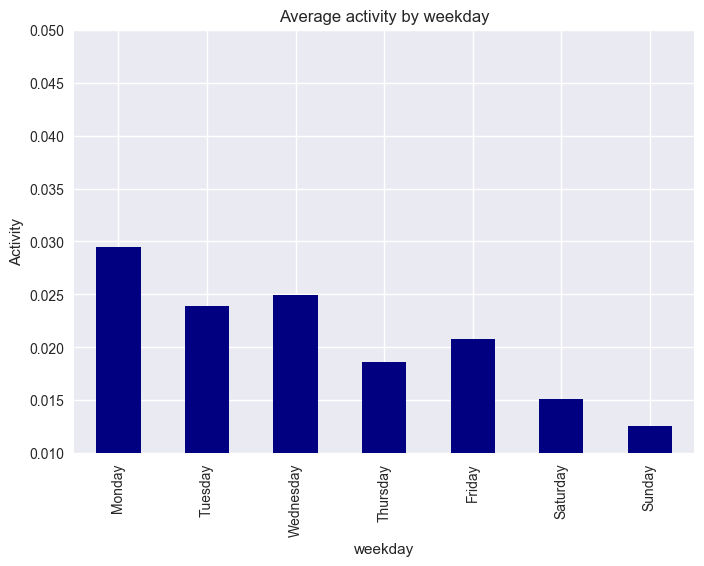 Average activity by weekday
0.050
0.045
0.040
0.035
0.030
0.025
0.020
0.015
0.010
Activity
Monday
Tuesday
Wednesday
Thursday
Friday
Saturday
Sunday
weekday